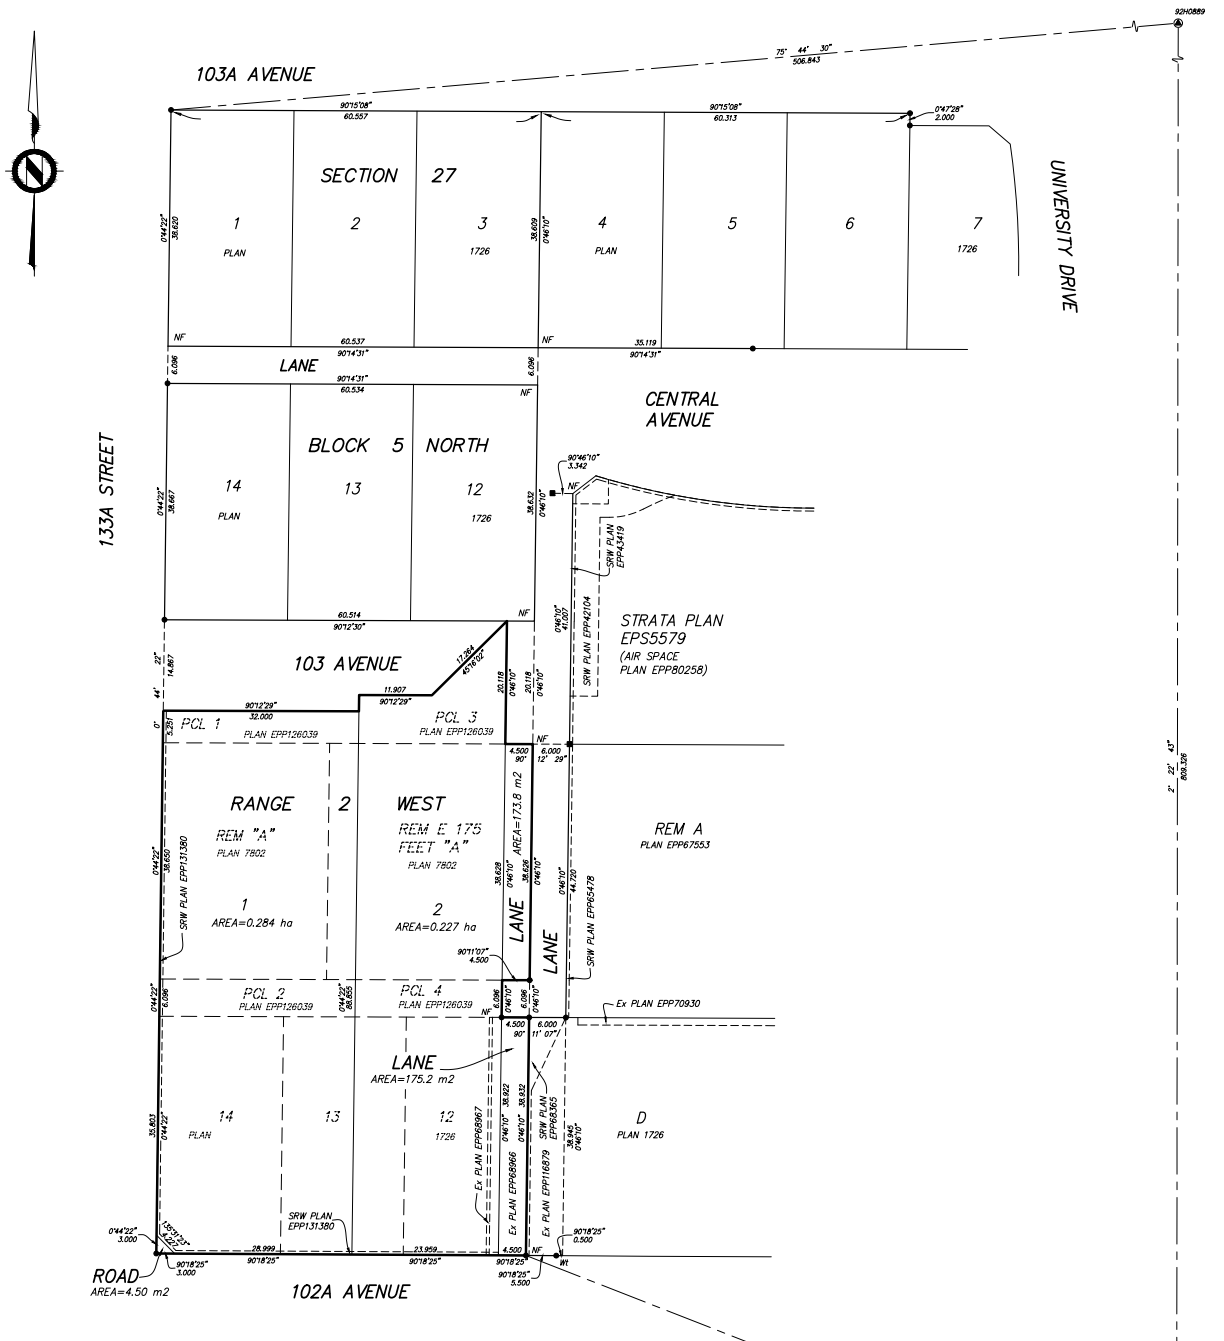 92H0889
75° 44' 30"
506.843
103A AVENUE
90°15'08"
60.557
90°15'08"
60.313
0°47'28"
2.000
SECTION 27
UNIVERSITY DRIVE
0°44'22"
38.620
1
2
3
38.609
0°46'10"
4
5
6
7
PLAN
1726
PLAN
1726
NF
60.537
90°14'31"
NF
35.119
90°14'31"
6.096
LANE
6.096
90°14'31"
60.534
NF
CENTRAL
AVENUE
133A STREET
BLOCK 5 NORTH
90°46'10"
3.342
NF
0°44'22"
38.667
14
13
12
38.632
0°46'10"
PLAN
1726
SRW PLAN
EPP43419
SRW PLAN EPP42104
0°46'10"
41.007
60.514
90°12'30"
NF
STRATA PLAN
EPS5579
(AIR SPACE
PLAN EPP80258)
0° 44' 22"
14.867
103 AVENUE
17.264
45°16'02"
20.118
0°46'10"
20.118
0°46'10"
11.907
90°12'29"
90°12'29"
32.000
5.251
PCL 1
PLAN EPP126039
PCL 3
PLAN EPP126039
NF
4.500
6.000
90° 12' 29"
2° 22' 43"
809.326
RANGE 2 WEST
AREA=173.8 m2
REM "A"
PLAN 7802
REM E 175
FEET "A"
PLAN 7802
REM A
PLAN EPP67553
0°44'22"
38.650
SRW PLAN EPP131380
38.628
0°46'10"
38.626
0°46'10"
0°46'10"
44.720
SRW PLAN EPP65478
1
AREA=0.284 ha
2
AREA=0.227 ha
LANE
LANE
90°11'07"
4.500
0°44'22"
6.096
PCL 2
PLAN EPP126039
0°44'22"
88.855
PCL 4
PLAN EPP126039
6.096
0°46'10"
6.096
0°46'10"
Ex PLAN EPP70930
NF
4.500
6.000
90° 11' 07"
LANE
AREA=175.2 m2
35.803
0°44'22"
14
13
12
PLAN
1726
Ex PLAN EPP68967
38.922
0°46'10"
38.932
0°46'10"
Ex PLAN EPP68966
SRW PLAN
EPP68365
Ex PLAN EPP116879
38.945
0°46'10"
D
PLAN 1726
SRW PLAN
EPP131380
0°44'22"
3.000
135°31'23"
4.227
28.999
90°18'25"
23.959
90°18'25"
4.500
90°18'25"
NF
90°18'25"
0.500
Wt
90°18'25"
5.500
90°18'25"
3.000
ROAD
AREA=4.50 m2
102A AVENUE